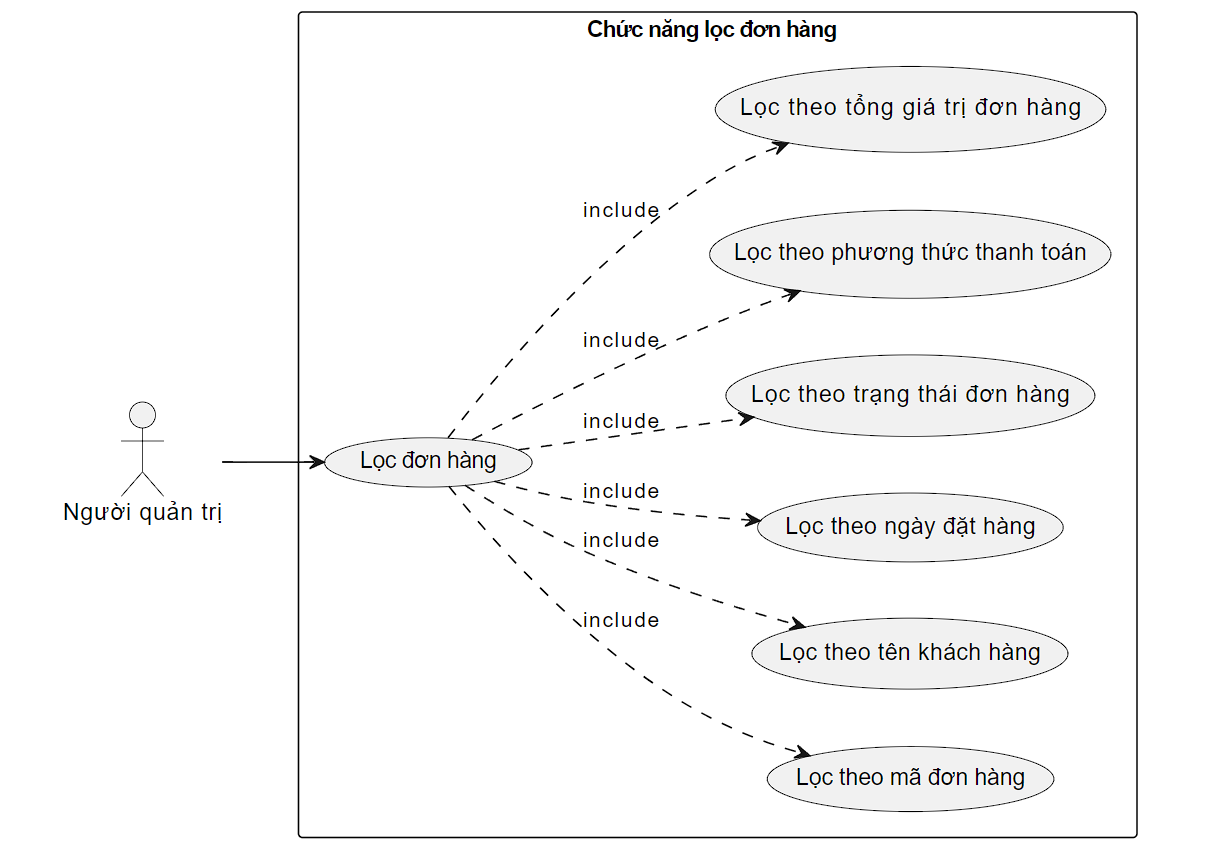 Chức năng lọc đơn hàng
Lọc theo tổng giá trị đơn hàng
include
Lọc theo phương thức thanh toán
include
Lọc theo trạng thái đơn hàng
include
Lọc đơn hàng
Người quản trị
include
Lọc theo ngày đặt hàng
include
Lọc theo tên khách hàng
include
Lọc theo mã đơn hàng